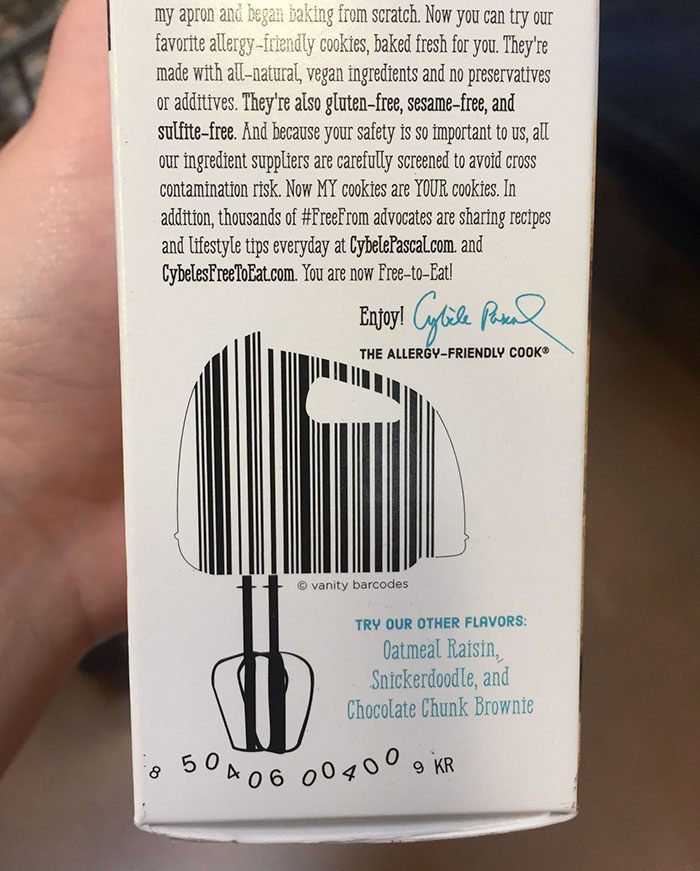 my apron and began baking from scratch. Now you can try our
favorite allergy-friendly cookies, baked fresh for you. They're
made with all-natural, vegan ingredients and no preservatives
or additives. They're also gluten-free, sesame-free, and
sulfite-free. And because your safety is so important to us, all
our ingredient suppliers are carefully screened to avoid cross
contamination risk. Now MY cookies are YOUR cookies. In
addition, thousands of #FreeFrom advocates are sharing recipes
and lifestyle tips everyday at CybelePascal.com. and
CybelesFreeToEat.com. You are now Free-to-Eat!
Enjoy! Cybele Pascal
THE ALLERGY-FRIENDLY COOK®
© vanity barcodes
TRY OUR OTHER FLAVORS:
Oatmeal Raisin,
Snickerdoodle, and
Chocolate Chunk Brownie
8 50406 00400 9 KR